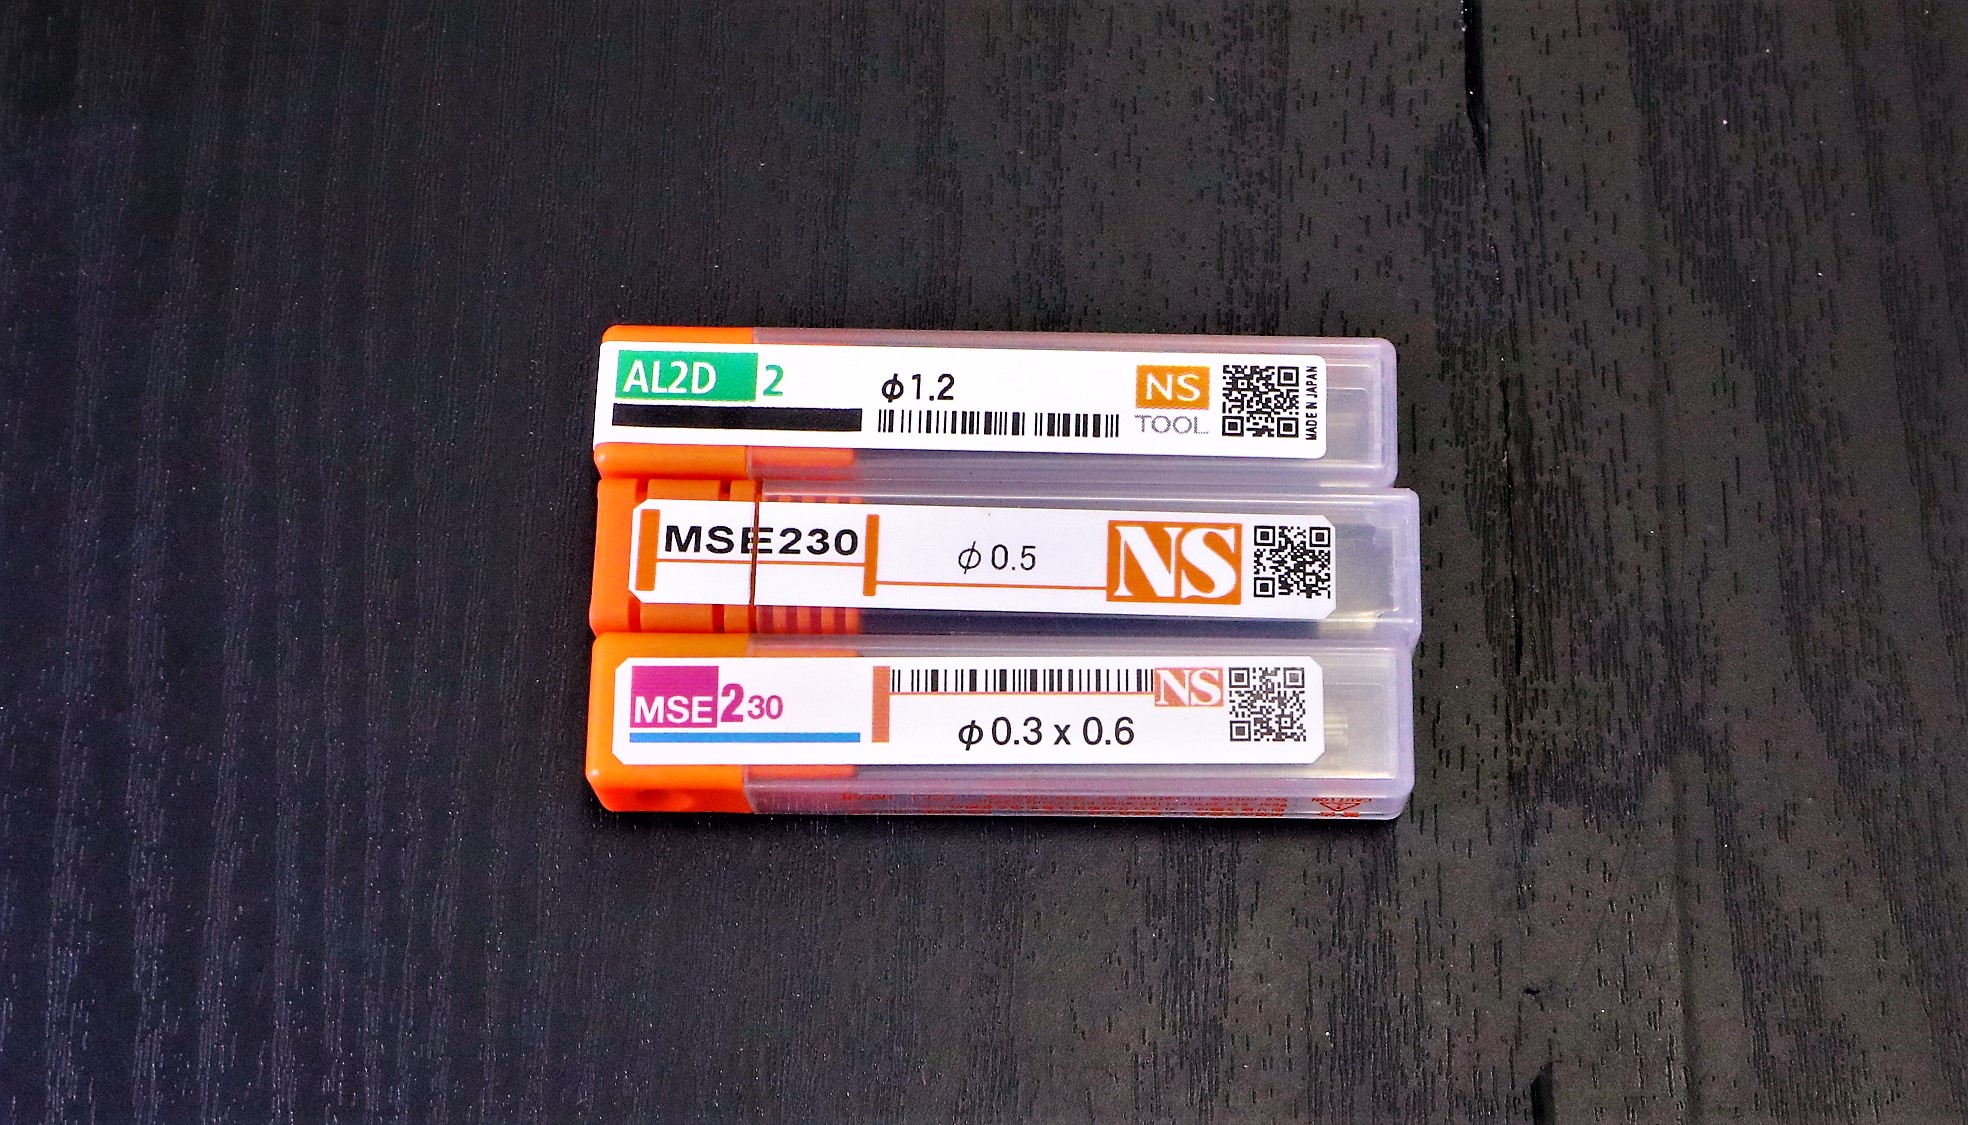 AL2D 2
φ1.2
NS
TOOL
MADE IN JAPAN
MSE230
φ0.5
NS
MSE230
NS
φ0.3 x 0.6
CAUTION